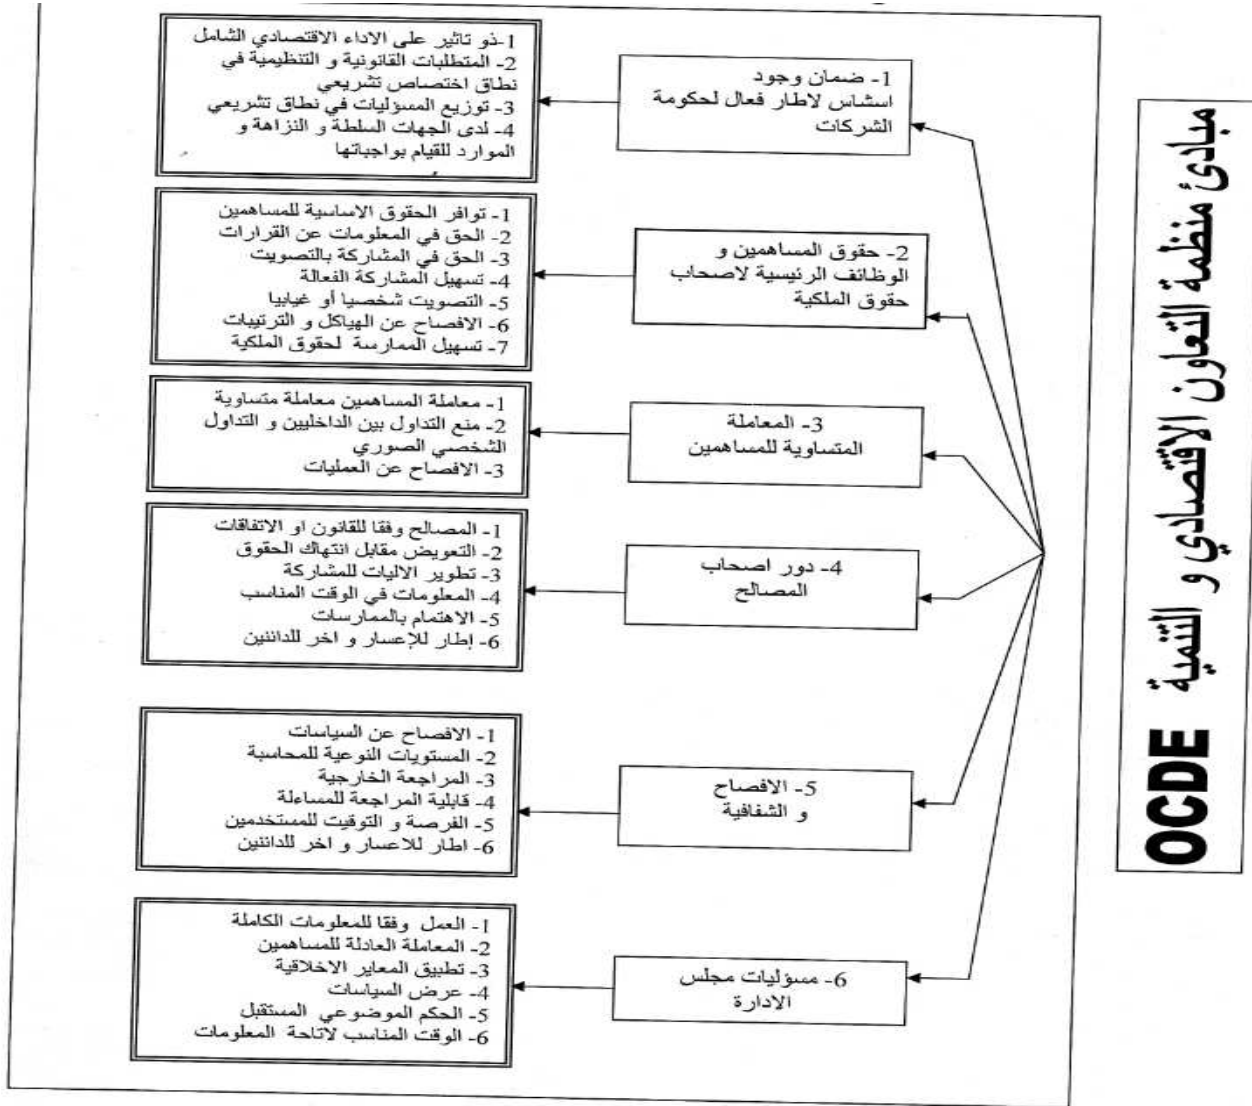 مبادئ منظمة التعاون الاقتصادي و التنمية OCDE
1- ضمان وجود
اسشاس لاطار فعال لحكومة
الشركات
1-ذو تاثير على الاداء الاقتصادي الشامل
2- المتطلبات القانونية و التنظيمية في
نطاق اختصاص تشريعي
3- توزيع المسؤليات في نطاق تشريعي
4- لدى الجهات السلطة و النزاهة و
الموارد للقيام بواجباتها
2- حقوق المساهمين و
الوظائف الرئيسية لاصحاب
حقوق الملكية
1- توافر الحقوق الاساسية للمساهمين
2- الحق في المعلومات عن القرارات
3- الحق في المشاركة بالتصويت
4- تسهيل المشاركة الفعالة
5- التصويت شخصيا أو غيابيا
6- الافصاح عن الهياكل و الترتيبات
7- تسهيل الممارسة لحقوق الملكية
3- المعاملة
المتساوية للمساهمين
1- معاملة المساهمين معاملة متساوية
2- منع التداول بين الداخليين و التداول
الشخصي الصوري
3- الافصاح عن العمليات
4- دور اصحاب
المصالح
1- المصالح وفقا للقانون او الاتفاقات
2- التعويض مقابل انتهاك الحقوق
3- تطوير الاليات للمشاركة
4- المعلومات في الوقت المناسب
5- الاهتمام بالممارسات
6- إطار للإعسار و اخر للدائنين
5- الافصاح
و الشفافية
1- الافصاح عن السياسات
2- المستويات النوعية للمحاسبة
3- المراجعة الخارجية
4- قابلية المراجعة للمساءلة
5- الفرصة و التوقيت للمستخدمين
6- اطار للاعسار و اخر للدائنين
6- مسؤليات مجلس
الادارة
1- العمل وفقا للمعلومات الكاملة
2- المعاملة العادلة للمساهمين
3- تطبيق المعاير الاخلاقية
4- عرض السياسات
5- الحكم الموضوعي المستقبل
6- الوقت المناسب لاتاحة المعلومات